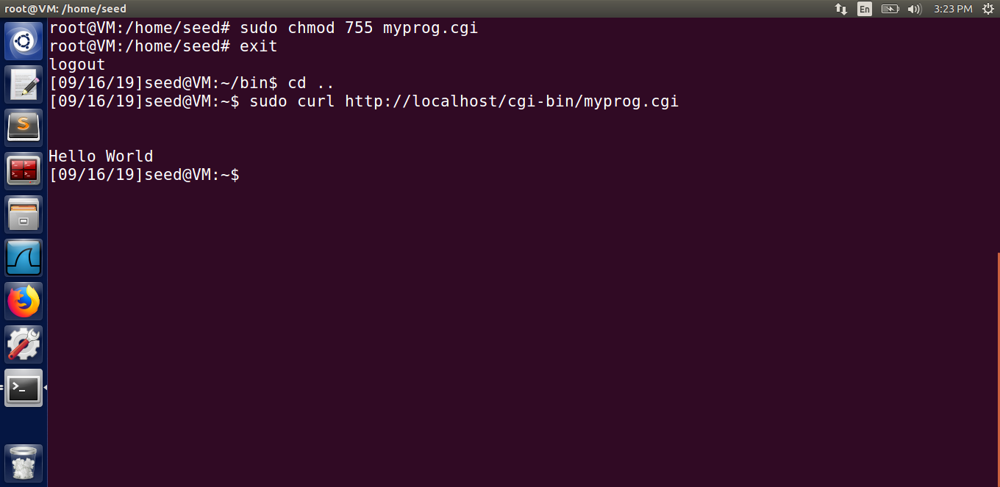 root@VM: /home/seed
En
3:23 PM
root@VM:/home/seed# sudo chmod 755 myprog.cgi
root@VM:/home/seed# exit
logout
[09/16/19]seed@VM:~/bin$ cd ..
[09/16/19]seed@VM:~$ sudo curl http://localhost/cgi-bin/myprog.cgi
Hello World
[09/16/19]seed@VM:~$